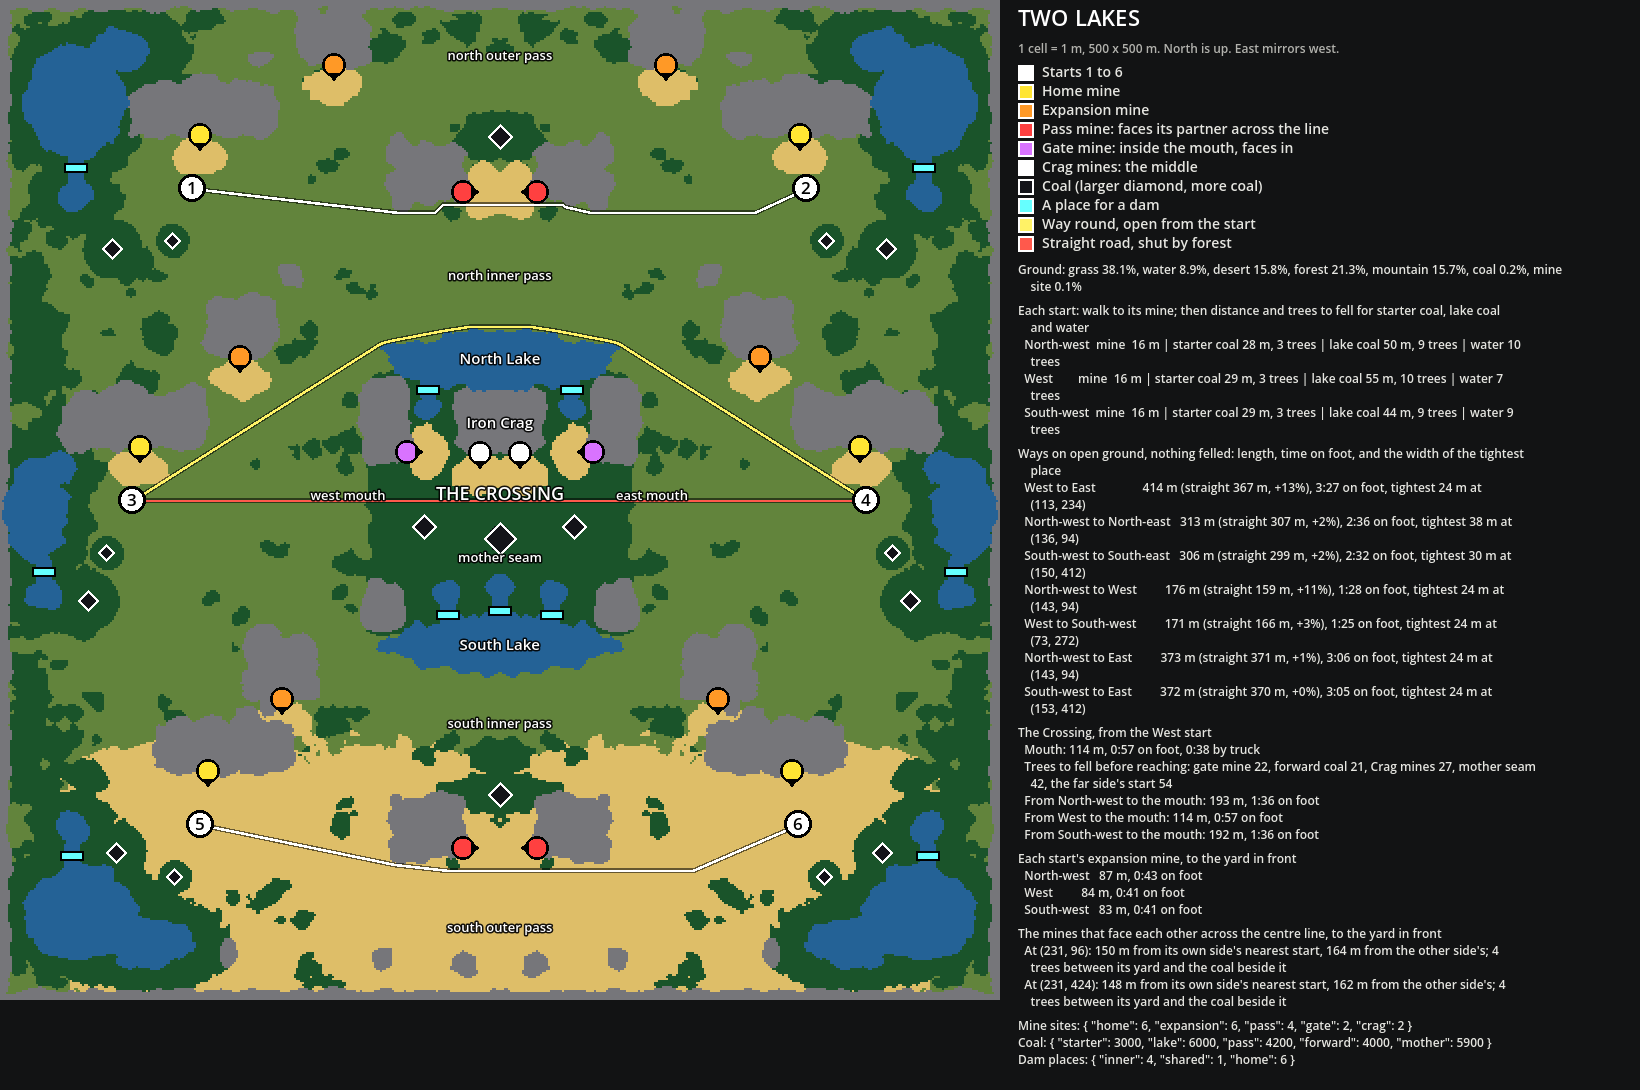 TWO LAKES
1 cell = 1 m, 500 x 500 m. North is up. East mirrors west.
Starts 1 to 6
Home mine
Expansion mine
Pass mine: faces its partner across the line
Gate mine: inside the mouth, faces in
Crag mines: the middle
Coal (larger diamond, more coal)
A place for a dam
Way round, open from the start
Straight road, shut by forest
Ground: grass 38.1%, water 8.9%, desert 15.8%, forest 21.3%, mountain 15.7%, coal 0.2%, mine
site 0.1%
Each start: walk to its mine; then distance and trees to fell for starter coal, lake coal
and water
North-west mine 16 m | starter coal 28 m, 3 trees | lake coal 50 m, 9 trees | water 10
trees
West mine 16 m | starter coal 29 m, 3 trees | lake coal 55 m, 10 trees | water 7
trees
South-west mine 16 m | starter coal 29 m, 3 trees | lake coal 44 m, 9 trees | water 9
trees
Ways on open ground, nothing felled: length, time on foot, and the width of the tightest
place
West to East 414 m (straight 367 m, +13%), 3:27 on foot, tightest 24 m at
(113, 234)
North-west to North-east 313 m (straight 307 m, +2%), 2:36 on foot, tightest 38 m at
(136, 94)
South-west to South-east 306 m (straight 299 m, +2%), 2:32 on foot, tightest 30 m at
(150, 412)
North-west to West 176 m (straight 159 m, +11%), 1:28 on foot, tightest 24 m at
(143, 94)
West to South-west 171 m (straight 166 m, +3%), 1:25 on foot, tightest 24 m at
(73, 272)
North-west to East 373 m (straight 371 m, +1%), 3:06 on foot, tightest 24 m at
(143, 94)
South-west to East 372 m (straight 370 m, +0%), 3:05 on foot, tightest 24 m at
(153, 412)
The Crossing, from the West start
Mouth: 114 m, 0:57 on foot, 0:38 by truck
Trees to fell before reaching: gate mine 22, forward coal 21, Crag mines 27, mother seam
42, the far side's start 54
From North-west to the mouth: 193 m, 1:36 on foot
From West to the mouth: 114 m, 0:57 on foot
From South-west to the mouth: 192 m, 1:36 on foot
Each start's expansion mine, to the yard in front
North-west 87 m, 0:43 on foot
West 84 m, 0:41 on foot
South-west 83 m, 0:41 on foot
The mines that face each other across the centre line, to the yard in front
At (231, 96): 150 m from its own side's nearest start, 164 m from the other side's; 4
trees between its yard and the coal beside it
At (231, 424): 148 m from its own side's nearest start, 162 m from the other side's; 4
trees between its yard and the coal beside it
Mine sites: { "home": 6, "expansion": 6, "pass": 4, "gate": 2, "crag": 2 }
Coal: { "starter": 3000, "lake": 6000, "pass": 4200, "forward": 4000, "mother": 5900 }
Dam places: { "inner": 4, "shared": 1, "home": 6 }
north outer pass
1
2
north inner pass
North Lake
Iron Crag
3
west mouth
THE CROSSING
east mouth
4
mother seam
South Lake
south inner pass
5
6
south outer pass